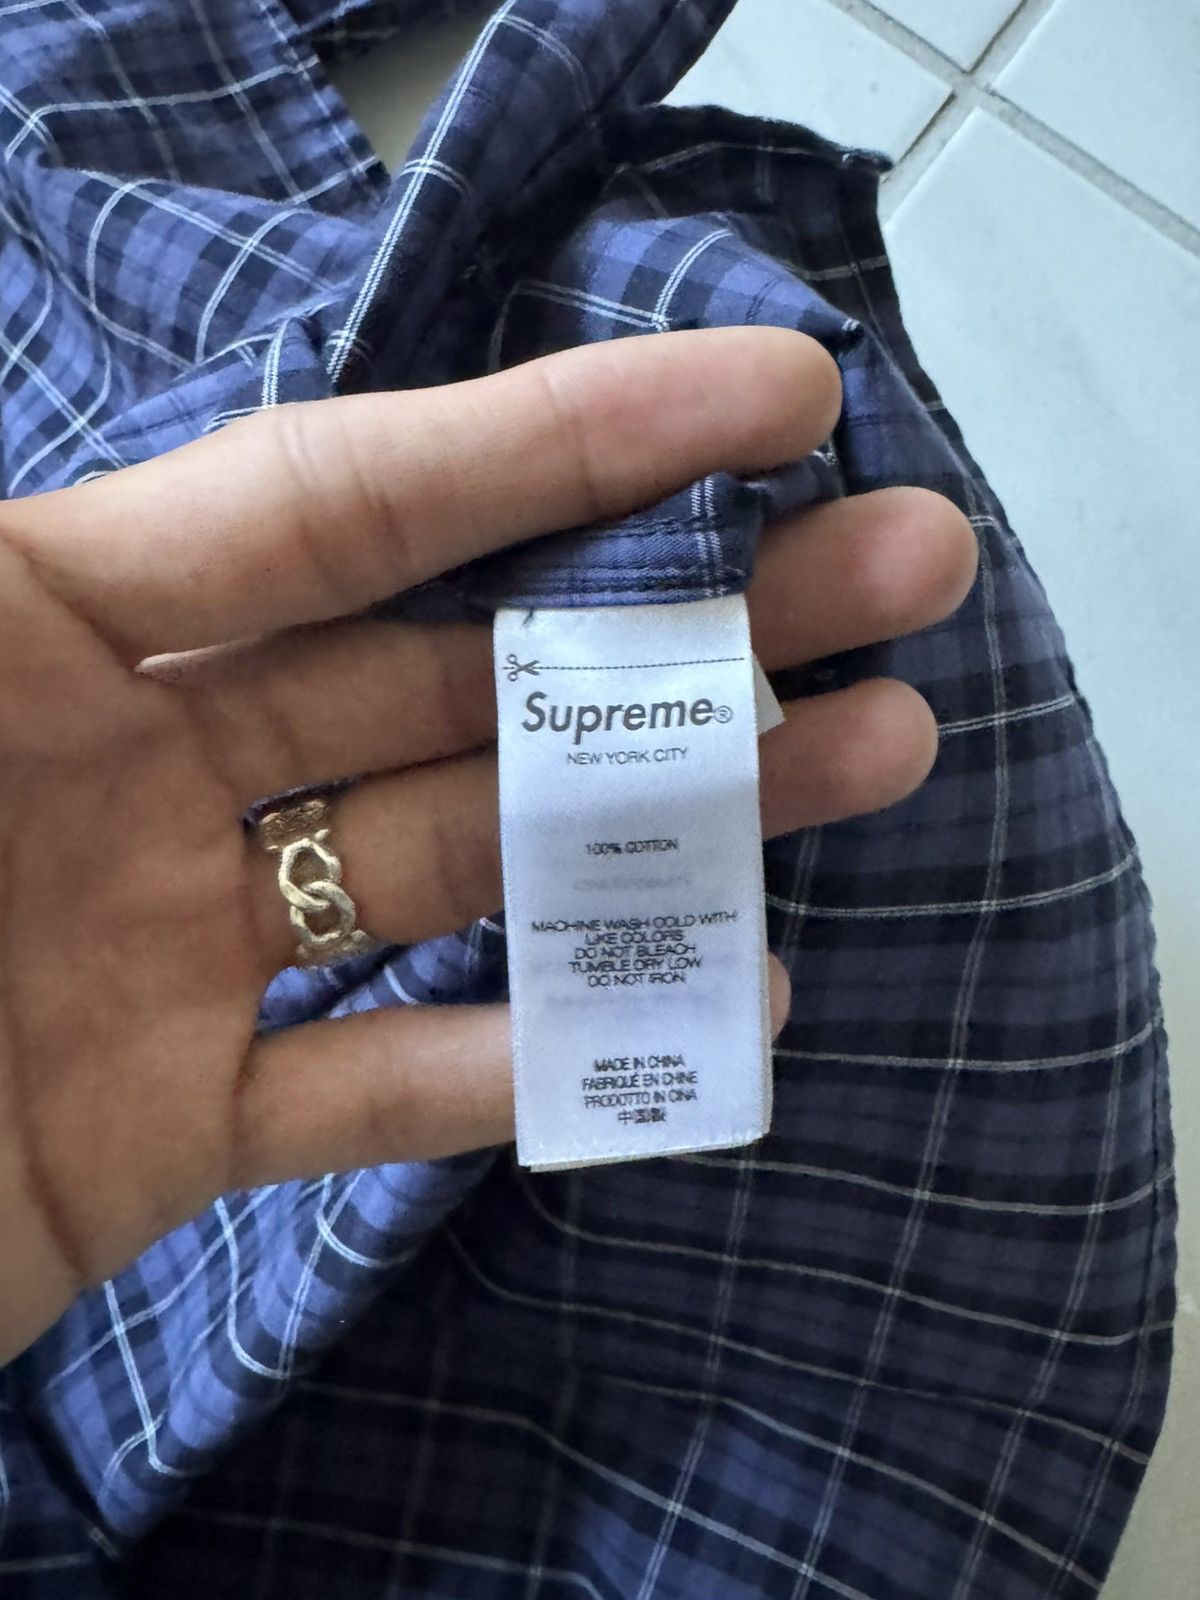 Supreme®
NEW YORK CITY
100% COTTON
MACHINE WASH COLD WITH
LIKE COLORS
DO NOT BLEACH
TUMBLE DRY LOW
DO NOT IRON
MADE IN CHINA
FABRIQUÉ EN CHINE
PRODOTTO IN CINA
中国製